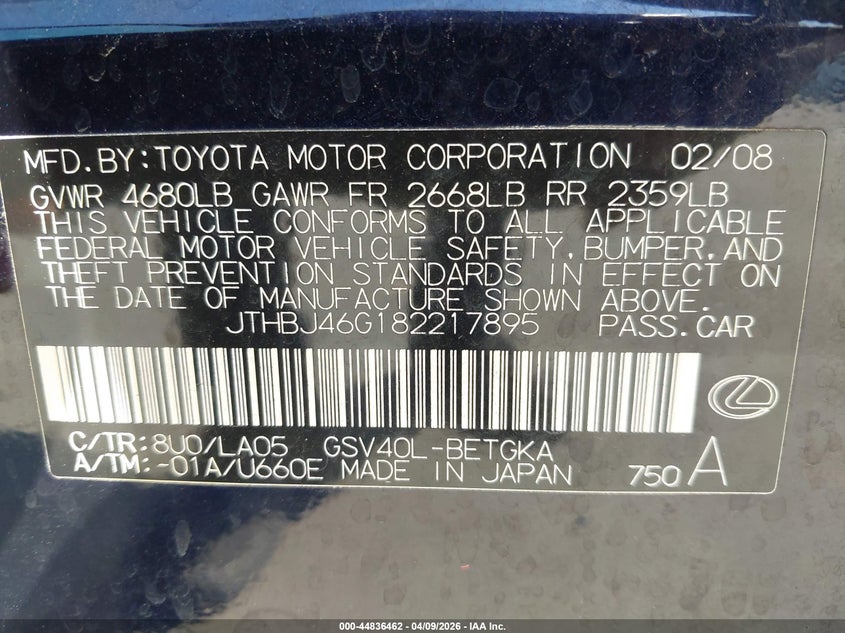 MFD.BY:TOYOTA MOTOR CORPORATION 02/08
GVWR 4680LB GAWR FR 2668LB RR 2359LB
THIS VEHICLE CONFORMS TO ALL APPLICABLE
FEDERAL MOTOR VEHICLE SAFETY,BUMPER,AND
THEFT PREVENTION STANDARDS IN EFFECT ON
THE DATE OF MANUFACTURE SHOWN ABOVE.
JTHBJ46G182217895 PASS.CAR
C/TR:8U0/LA05 GSV40L-BETGKA
A/TM:-01A/U660E MADE IN JAPAN 750 A
000-44836462 | 04/09/2026 - IAA Inc.